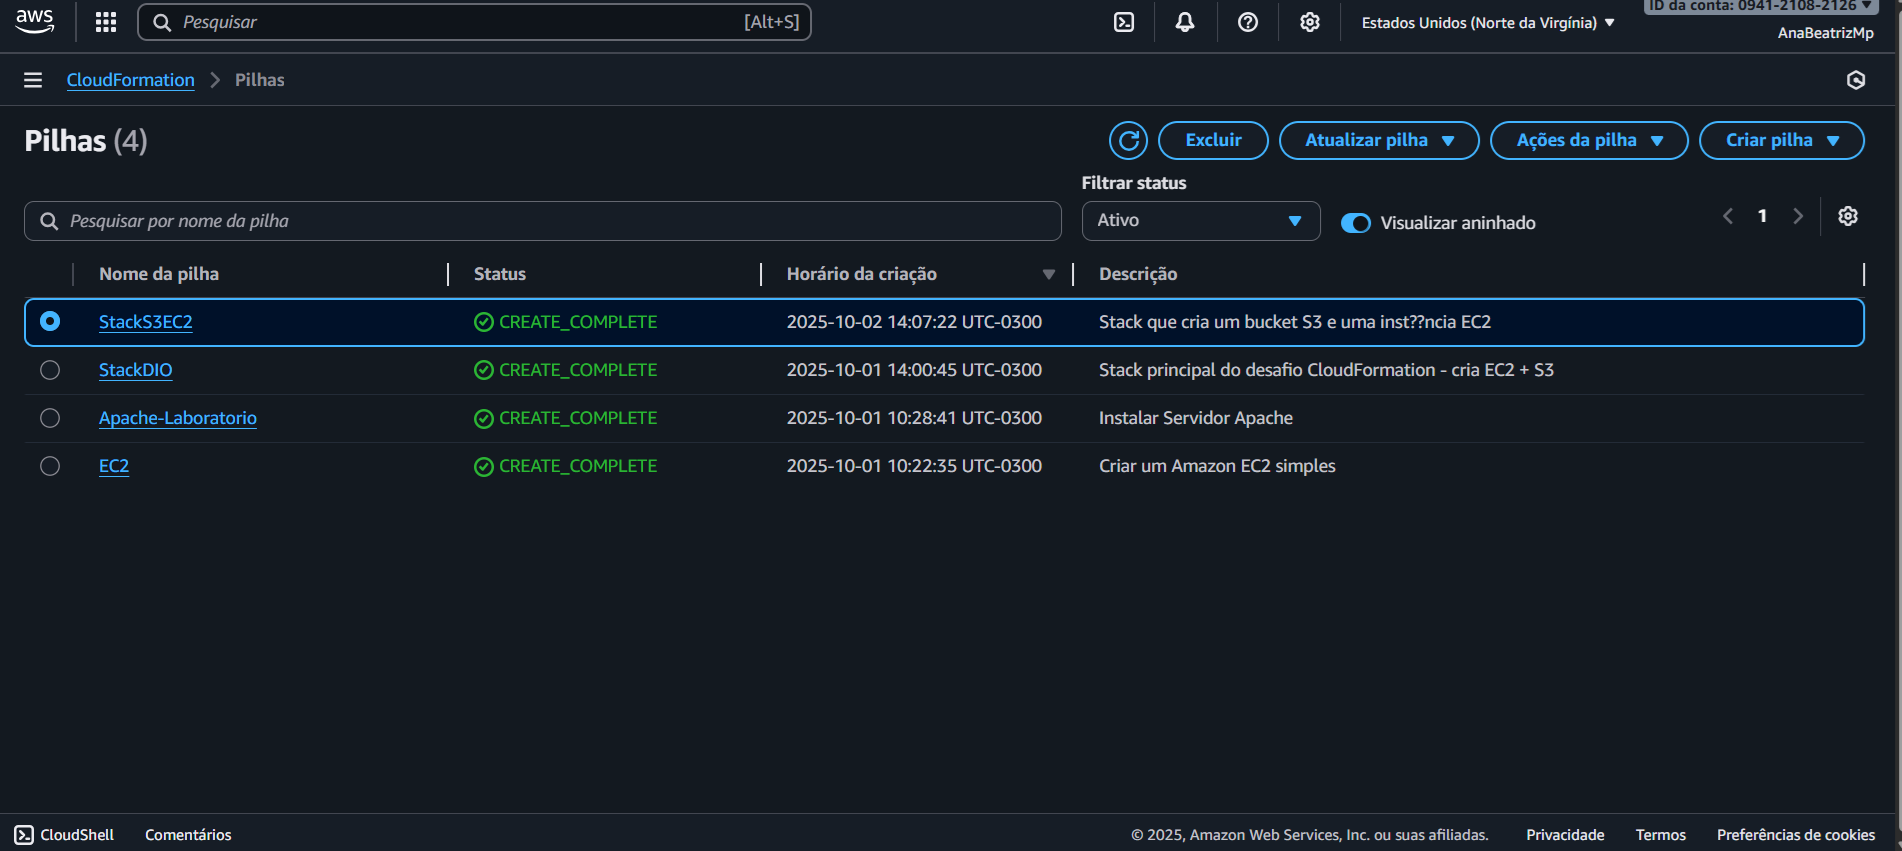 aws
Pesquisar
[Alt+S]
Estados Unidos (Norte da Virgínia)
ID da conta: 0941-2108-2126
AnaBeatrizMp
CloudFormation
Pilhas
Pilhas (4)
Excluir
Atualizar pilha
Ações da pilha
Criar pilha
Filtrar status
Pesquisar por nome da pilha
Ativo
Visualizar aninhado
1
Nome da pilha Status Horário da criação Descrição
StackS3EC2 CREATE_COMPLETE 2025-10-02 14:07:22 UTC-0300 Stack que cria um bucket S3 e uma inst??ncia EC2
StackDIO CREATE_COMPLETE 2025-10-01 14:00:45 UTC-0300 Stack principal do desafio CloudFormation - cria EC2 + S3
Apache-Laboratorio CREATE_COMPLETE 2025-10-01 10:28:41 UTC-0300 Instalar Servidor Apache
EC2 CREATE_COMPLETE 2025-10-01 10:22:35 UTC-0300 Criar um Amazon EC2 simples
CloudShell Comentários © 2025, Amazon Web Services, Inc. ou suas afiliadas. Privacidade Termos Preferências de cookies